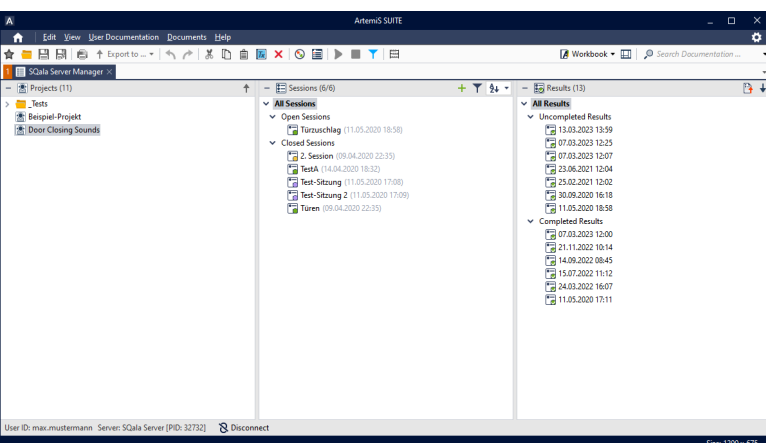 A ArtemiS SUITE
Edit View User Documentation Documents Help
Export to ... Workbook Search Documentation ...
1 SQala Server Manager
Projects (11)
_Tests
Beispiel-Projekt
Door Closing Sounds
Sessions (6/6)
All Sessions
Open Sessions
Türzuschlag (11.05.2020 18:58)
Closed Sessions
2. Session (09.04.2020 22:35)
TestA (14.04.2020 18:32)
Test-Sitzung (11.05.2020 17:08)
Test-Sitzung 2 (11.05.2020 17:09)
Türen (09.04.2020 22:35)
Results (13)
All Results
Uncompleted Results
13.03.2023 13:59
07.03.2023 12:25
07.03.2023 12:07
23.06.2021 12:04
25.02.2021 12:02
30.09.2020 16:18
11.05.2020 18:58
Completed Results
07.03.2023 12:00
21.11.2022 10:14
14.09.2022 08:45
15.07.2022 11:12
24.03.2022 16:07
11.05.2020 17:11
User ID: max.mustermann Server: SQala Server [PID: 32732] Disconnect
Size: 1200 x 675